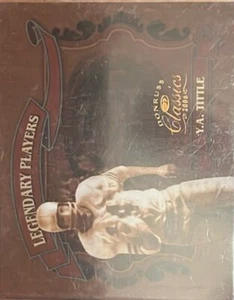 LEGENDARY PLAYERS
DONRUSS
Classics
2006
Y.A. TITTLE